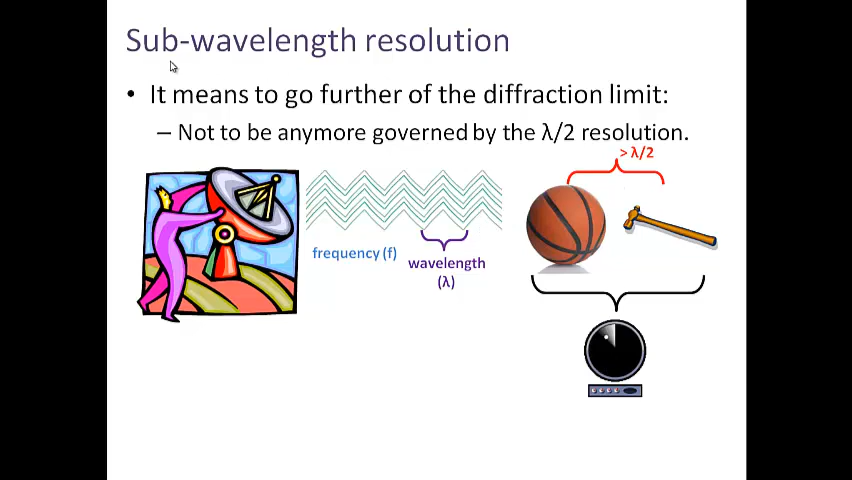 Sub-wavelength resolution
• It means to go further of the diffraction limit:
– Not to be anymore governed by the λ/2 resolution.
> λ/2
frequency (f)
wavelength
(λ)